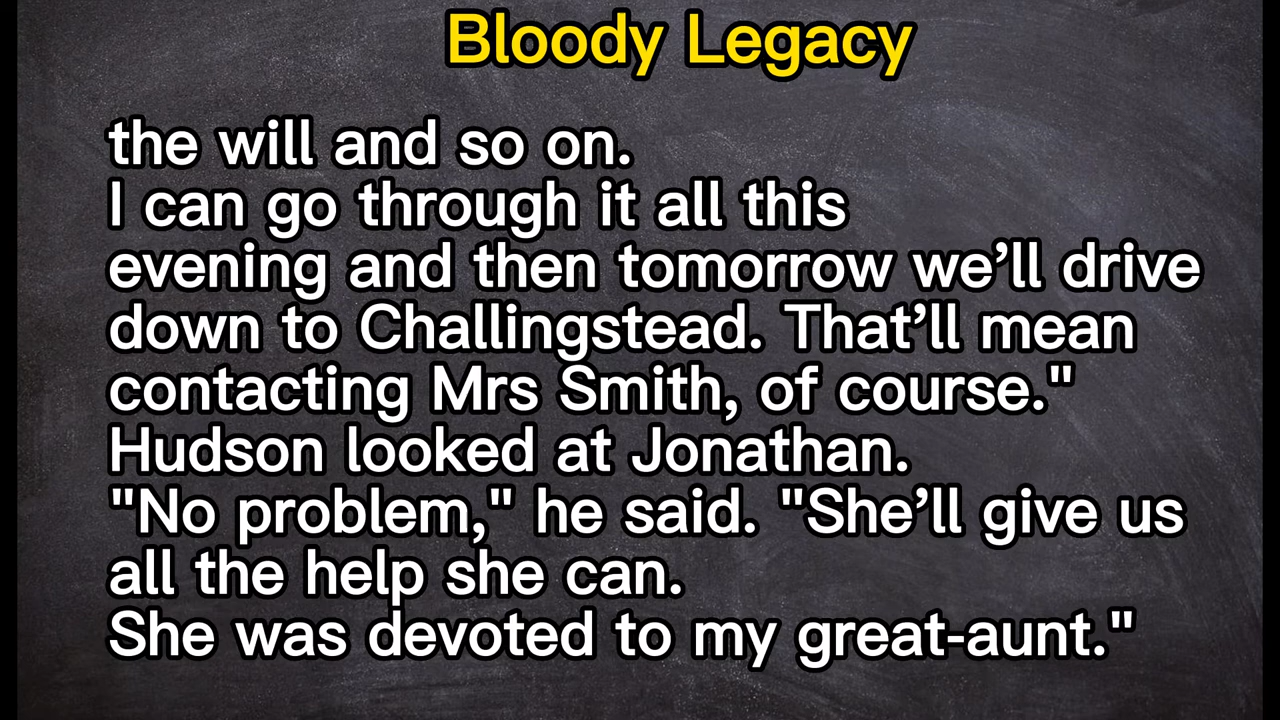 Bloody Legacy
the will and so on.
I can go through it all this
evening and then tomorrow we’ll drive
down to Challingstead. That’ll mean
contacting Mrs Smith, of course."
Hudson looked at Jonathan.
"No problem," he said. "She’ll give us
all the help she can.
She was devoted to my great-aunt."